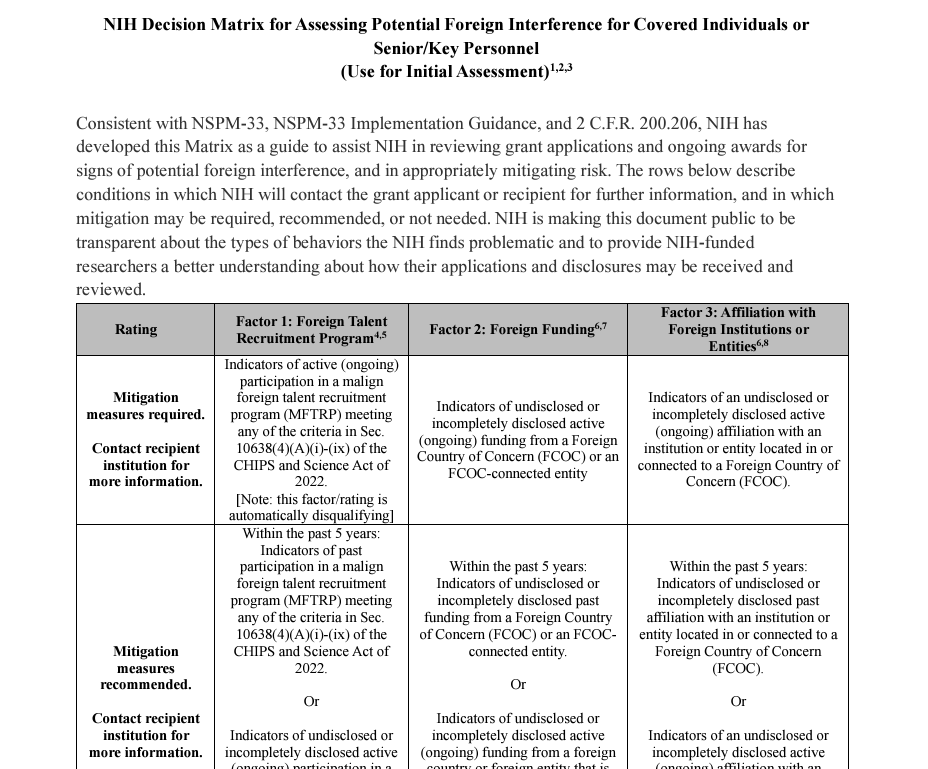 NIH Decision Matrix for Assessing Potential Foreign Interference for Covered Individuals or
Senior/Key Personnel
(Use for Initial Assessment)1,2,3
Consistent with NSPM-33, NSPM-33 Implementation Guidance, and 2 C.F.R. 200.206, NIH has
developed this Matrix as a guide to assist NIH in reviewing grant applications and ongoing awards for
signs of potential foreign interference, and in appropriately mitigating risk. The rows below describe
conditions in which NIH will contact the grant applicant or recipient for further information, and in which
mitigation may be required, recommended, or not needed. NIH is making this document public to be
transparent about the types of behaviors the NIH finds problematic and to provide NIH-funded
researchers a better understanding about how their applications and disclosures may be received and
reviewed.
Rating
Factor 1: Foreign Talent
Recruitment Program4,5
Factor 2: Foreign Funding6,7
Factor 3: Affiliation with
Foreign Institutions or
Entities6,8
Mitigation
measures required.
Contact recipient
institution for
more information.
Indicators of active (ongoing)
participation in a malign
foreign talent recruitment
program (MFTRP) meeting
any of the criteria in Sec.
10638(4)(A)(i)-(ix) of the
CHIPS and Science Act of
2022.
[Note: this factor/rating is
automatically disqualifying]
Indicators of undisclosed or
incompletely disclosed active
(ongoing) funding from a Foreign
Country of Concern (FCOC) or an
FCOC-connected entity
Indicators of an undisclosed or
incompletely disclosed active
(ongoing) affiliation with an
institution or entity located in or
connected to a Foreign Country of
Concern (FCOC).
Mitigation
measures
recommended.
Contact recipient
institution for
more information.
Within the past 5 years:
Indicators of past
participation in a malign
foreign talent recruitment
program (MFTRP) meeting
any of the criteria in Sec.
10638(4)(A)(i)-(ix) of the
CHIPS and Science Act of
2022.
Or
Indicators of undisclosed or
incompletely disclosed active
(ongoing) participation in a
Within the past 5 years:
Indicators of undisclosed or
incompletely disclosed past
funding from a Foreign Country
of Concern (FCOC) or an FCOC-
connected entity.
Or
Indicators of undisclosed or
incompletely disclosed active
(ongoing) funding from a foreign
country or foreign entity that is
Within the past 5 years:
Indicators of undisclosed or
incompletely disclosed past
affiliation with an institution or
entity located in or connected to a
Foreign Country of Concern
(FCOC).
Or
Indicators of an undisclosed or
incompletely disclosed active
(ongoing) affiliation with an